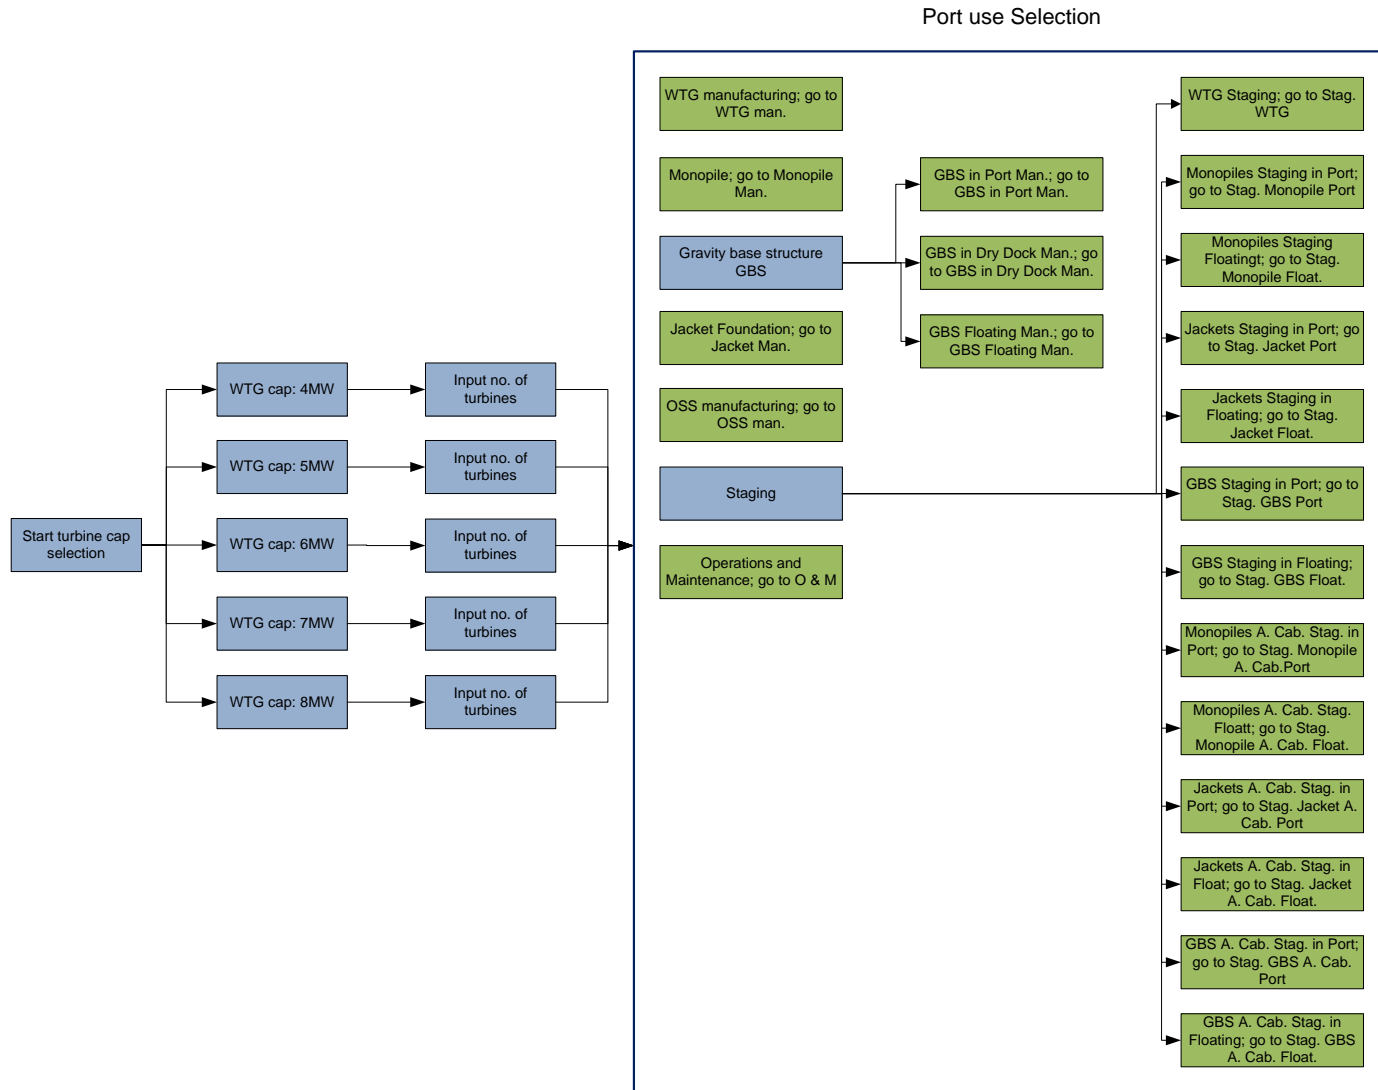 Port use Selection
Start turbine cap
selection
WTG cap: 4MW
WTG cap: 5MW
WTG cap: 6MW
WTG cap: 7MW
WTG cap: 8MW
Input no. of
turbines
Input no. of
turbines
Input no. of
turbines
Input no. of
turbines
Input no. of
turbines
WTG manufacturing; go to
WTG man.
Monopile; go to Monopile
Man.
Gravity base structure
GBS
Jacket Foundation; go to
Jacket Man.
OSS manufacturing; go to
OSS man.
Staging
Operations and
Maintenance; go to O & M
GBS in Port Man.; go to
GBS in Port Man.
GBS in Dry Dock Man.; go
to GBS in Dry Dock Man.
GBS Floating Man.; go to
GBS Floating Man.
WTG Staging; go to Stag.
WTG
Monopiles Staging in Port;
go to Stag. Monopile Port
Monopiles Staging
Floatingt; go to Stag.
Monopile Float.
Jackets Staging in Port; go
to Stag. Jacket Port
Jackets Staging in
Floating; go to Stag.
Jacket Float.
GBS Staging in Port; go to
Stag. GBS Port
GBS Staging in Floating;
go to Stag. GBS Float.
Monopiles A. Cab. Stag. in
Port; go to Stag. Monopile
A. Cab.Port
Monopiles A. Cab. Stag.
Floatt; go to Stag.
Monopile A. Cab. Float.
Jackets A. Cab. Stag. in
Port; go to Stag. Jacket A.
Cab. Port
Jackets A. Cab. Stag. in
Float; go to Stag. Jacket
A. Cab. Float.
GBS A. Cab. Stag. in Port;
go to Stag. GBS A. Cab.
Port
GBS A. Cab. Stag. in
Floating; go to Stag. GBS
A. Cab. Float.